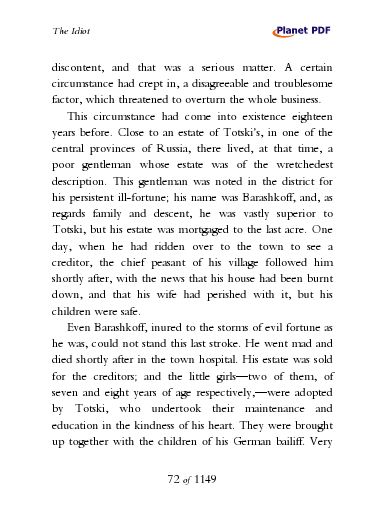 The Idiot
Planet PDF
discontent, and that was a serious matter. A certain
circumstance had crept in, a disagreeable and troublesome
factor, which threatened to overturn the whole business.
This circumstance had come into existence eighteen
years before. Close to an estate of Totski's, in one of the
central provinces of Russia, there lived, at that time, a
poor gentleman whose estate was of the wretchedest
description. This gentleman was noted in the district for
his persistent ill-fortune; his name was Barashkoff, and, as
regards family and descent, he was vastly superior to
Totski, but his estate was mortgaged to the last acre. One
day, when he had ridden over to the town to see a
creditor, the chief peasant of his village followed him
shortly after, with the news that his house had been burnt
down, and that his wife had perished with it, but his
children were safe.
Even Barashkoff, inured to the storms of evil fortune as
he was, could not stand this last stroke. He went mad and
died shortly after in the town hospital. His estate was sold
for the creditors; and the little girls—two of them, of
seven and eight years of age respectively,—were adopted
by Totski, who undertook their maintenance and
education in the kindness of his heart. They were brought
up together with the children of his German bailiff. Very
72 of 1149